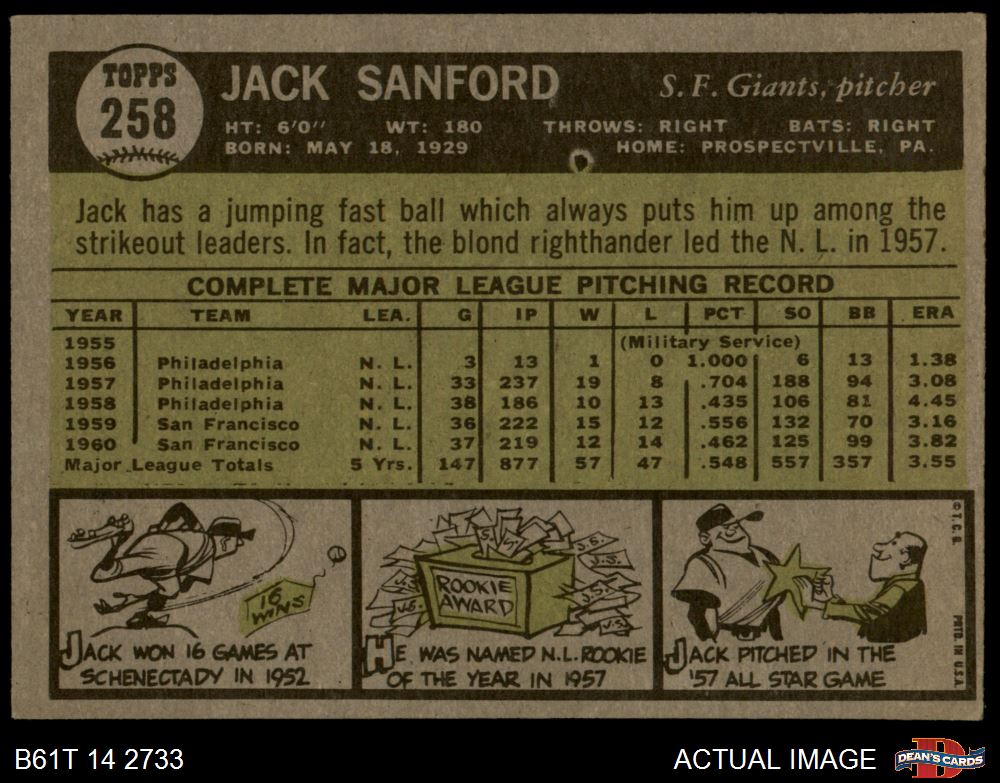 TOPPS
258
JACK SANFORD
S. F. Giants, pitcher
HT: 6'0" WT: 180 THROWS: RIGHT BATS: RIGHT
BORN: MAY 18, 1929 HOME: PROSPECTVILLE, PA.
Jack has a jumping fast ball which always puts him up among the
strikeout leaders. In fact, the blond righthander led the N. L. in 1957.
COMPLETE MAJOR LEAGUE PITCHING RECORD
YEAR TEAM LEA. G IP W L PCT SO BB ERA
1955 (Military Service)
1956 Philadelphia N. L. 3 13 1 0 1.000 6 13 1.38
1957 Philadelphia N. L. 33 237 19 8 .704 188 94 3.08
1958 Philadelphia N. L. 38 186 10 13 .435 106 81 4.45
1959 San Francisco N. L. 36 222 15 12 .556 132 70 3.16
1960 San Francisco N. L. 37 219 12 14 .462 125 99 3.82
Major League Totals 5 Yrs. 147 877 57 47 .548 557 357 3.55
16
WINS
JACK WON 16 GAMES AT
SCHENECTADY IN 1952
J.S.
J.S.
J.S.
J.S.
J.S.
ROOKIE
AWARD
HE WAS NAMED N.L. ROOKIE
OF THE YEAR IN 1957
JACK PITCHED IN THE
'57 ALL STAR GAME
© T.C.G.
PRTD. IN U.S.A.
B61T 14 2733
ACTUAL IMAGE
DEAN'S CARDS